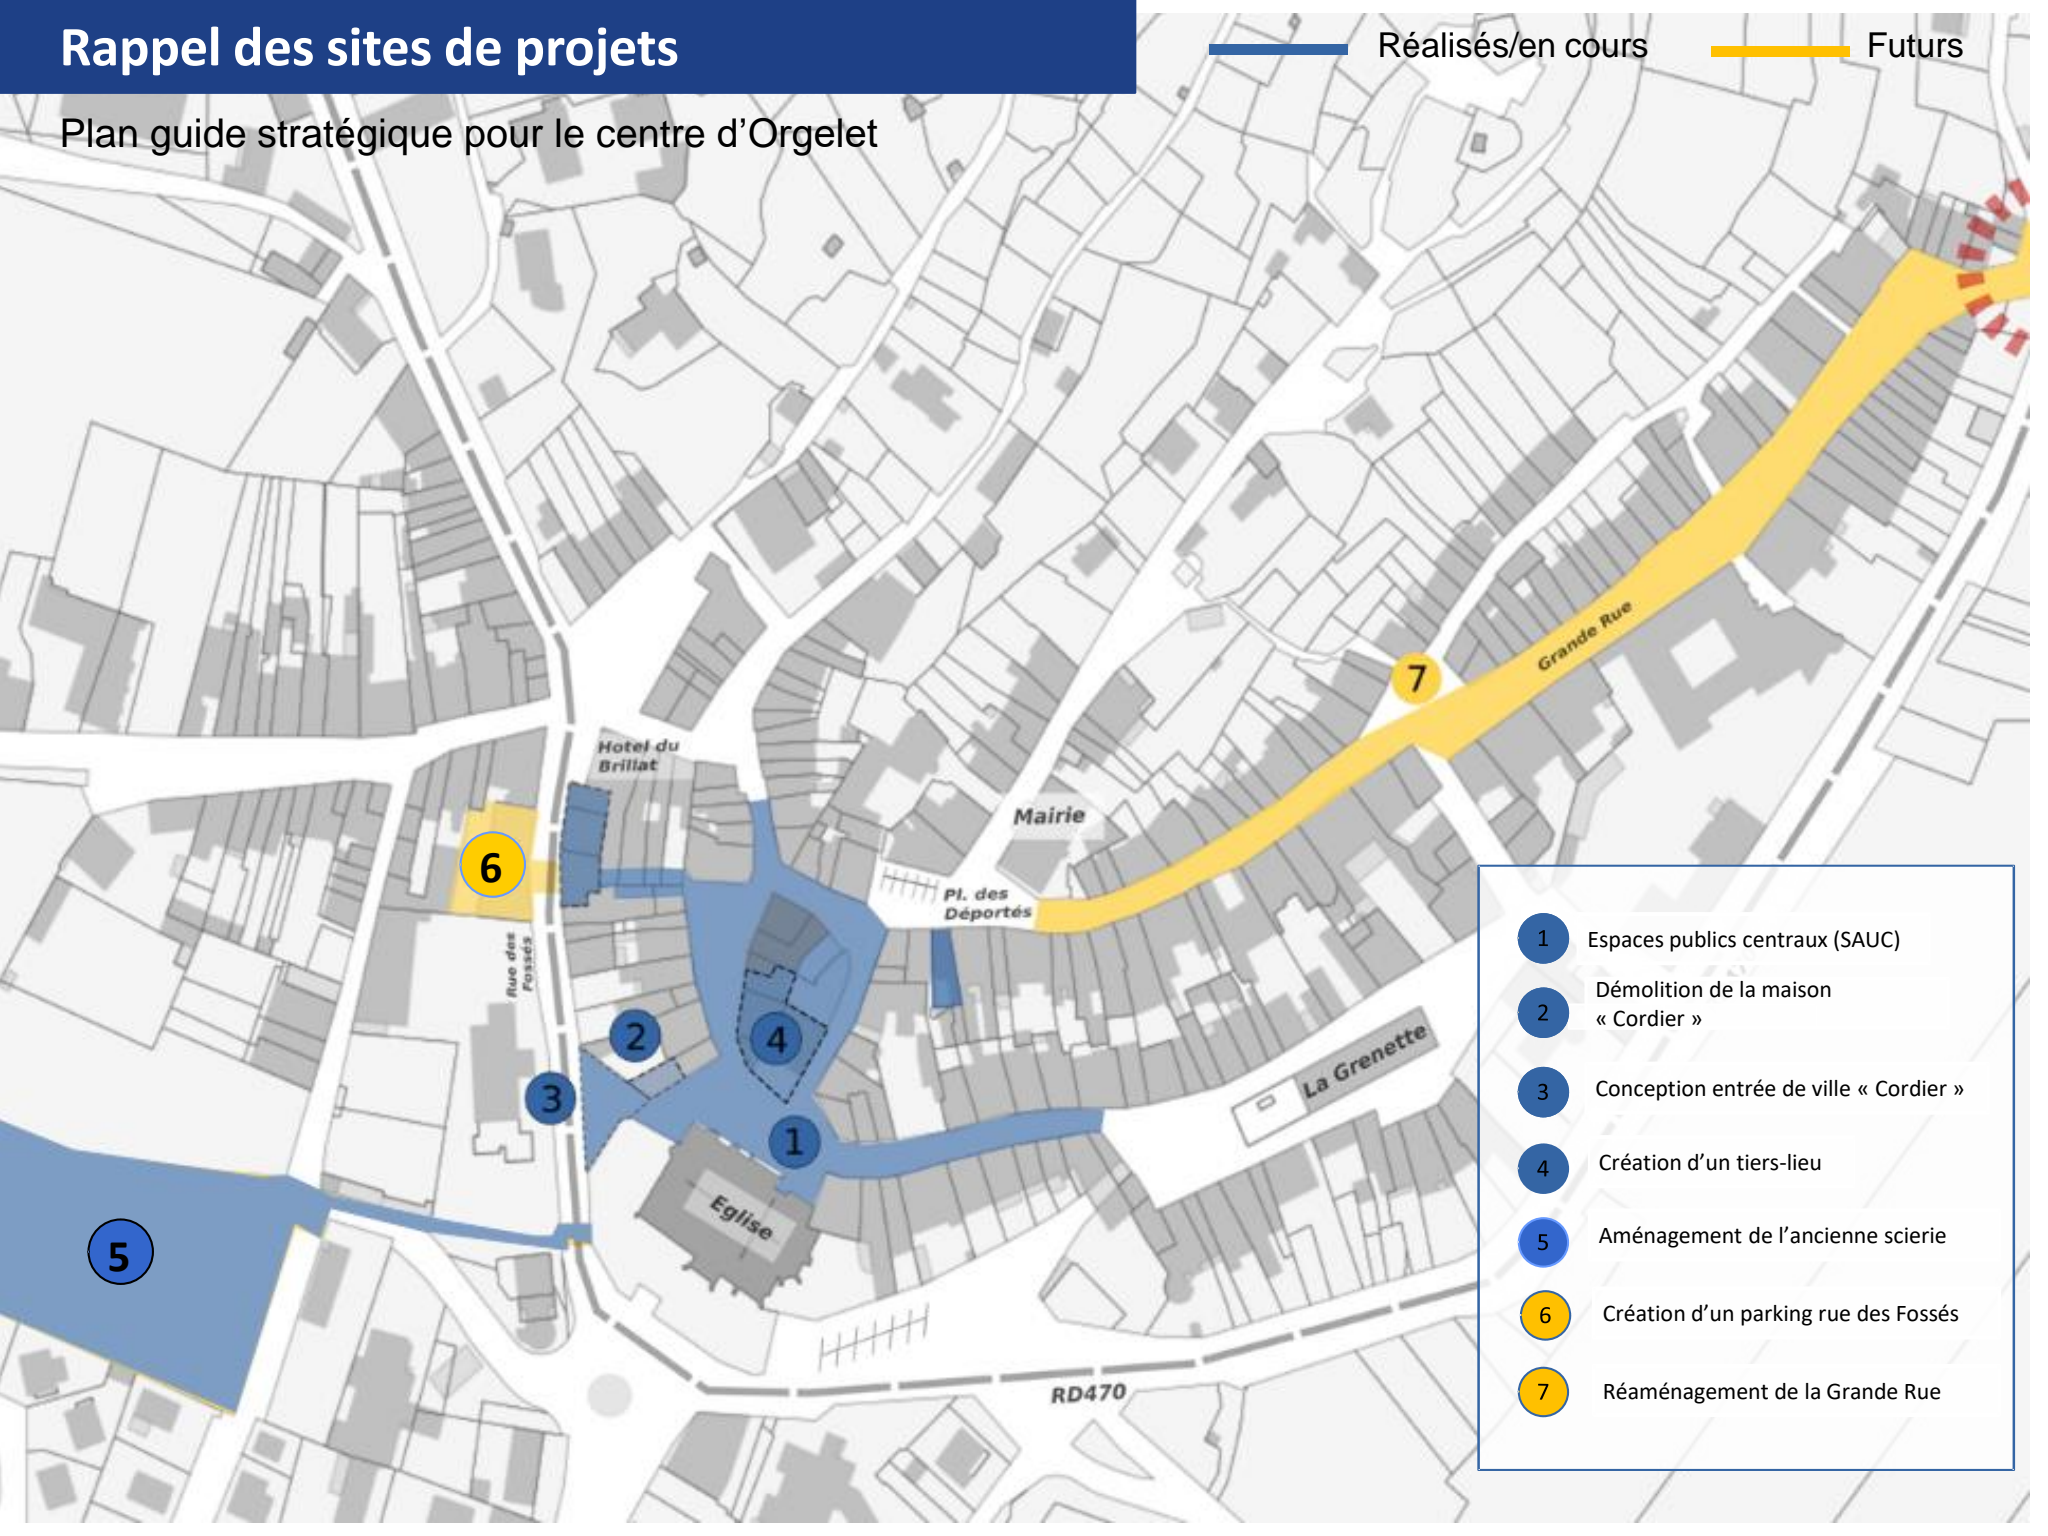 Rappel des sites de projets
Réalisés/en cours
Futurs
Plan guide stratégique pour le centre d’Orgelet
Grande Rue
7
Hotel du
Brillat
Mairie
6
Pl. des
Déportés
Rue des
Fossés
2
4
3
1
La Grenette
Eglise
5
RD470
1 Espaces publics centraux (SAUC)
2 Démolition de la maison
« Cordier »
3 Conception entrée de ville « Cordier »
4 Création d’un tiers-lieu
5 Aménagement de l’ancienne scierie
6 Création d’un parking rue des Fossés
7 Réaménagement de la Grande Rue